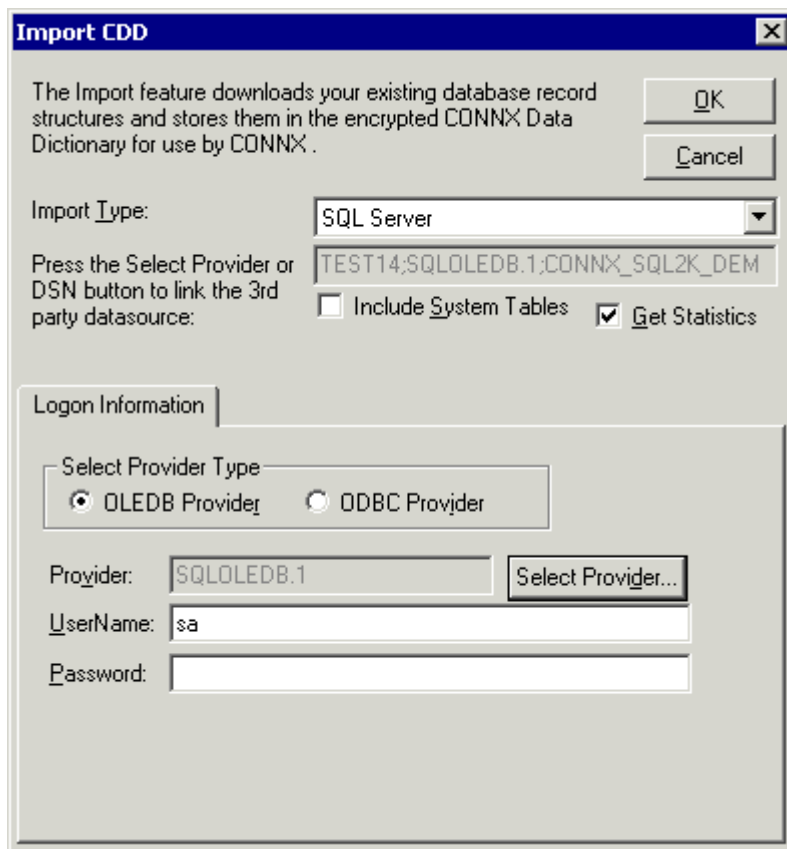 Import CDD
The Import feature downloads your existing database record
structures and stores them in the encrypted CONNX Data
Dictionary for use by CONNX .
OK
Cancel
Import Type:
SQL Server
Press the Select Provider or
DSN button to link the 3rd
party datasource:
TEST14;SQLOLEDB.1;CONNX_SQL2K_DEM
Include System Tables
Get Statistics
Logon Information
Select Provider Type
OLEDB Provider
ODBC Provider
Provider:
SQLOLEDB.1
Select Provider...
UserName:
sa
Password: